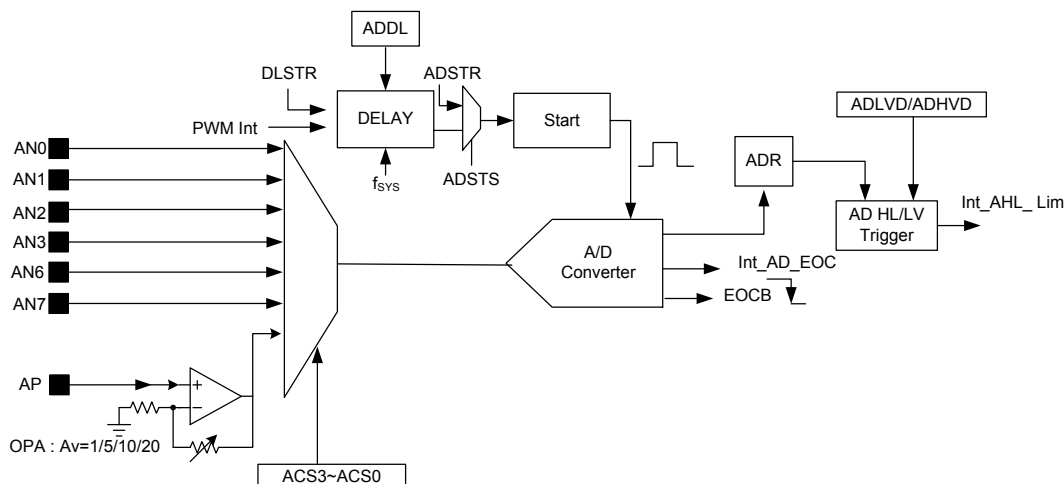 ADDL
DLSTR
ADSTR
DELAY
Start
ADLVD/ADHVD
PWM Int
fSYS
ADSTS
AN0
AN1
AN2
AN3
AN6
AN7
ADR
AD HL/LV
Trigger
Int_AHL_ Lim
A/D
Converter
Int_AD_EOC
EOCB
AP
+
−
OPA : Av=1/5/10/20
ACS3~ACS0